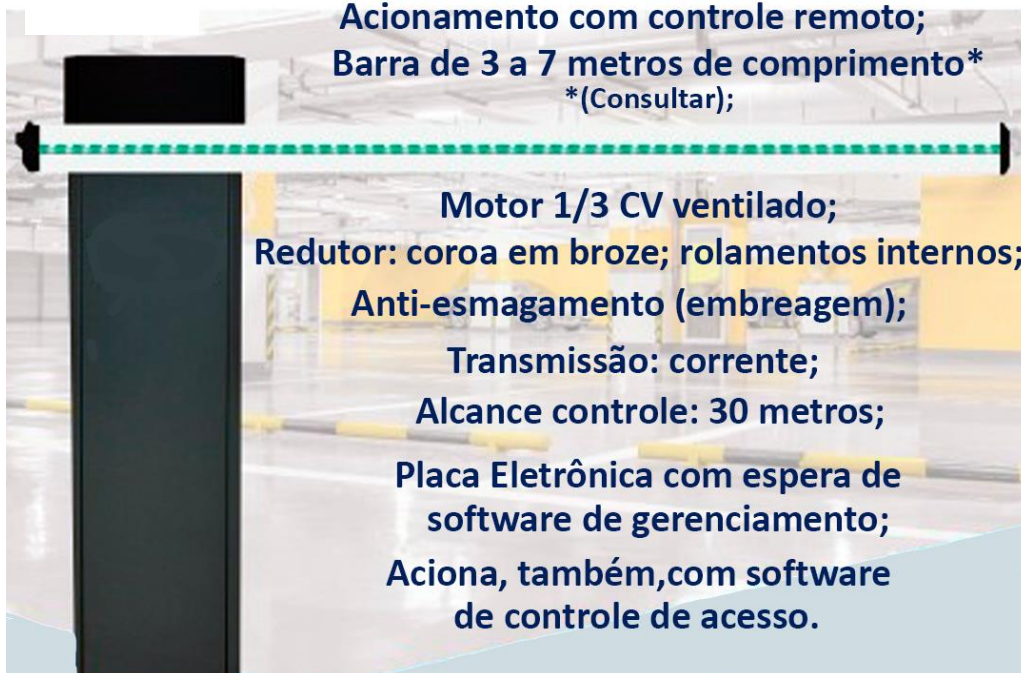 Acionamento com controle remoto;
Barra de 3 a 7 metros de comprimento*
*(Consultar);
Motor 1/3 CV ventilado;
Redutor: coroa em broze; rolamentos internos;
Anti-esmagamento (embreagem);
Transmissão: corrente;
Alcance controle: 30 metros;
Placa Eletrônica com espera de
software de gerenciamento;
Aciona, também,com software
de controle de acesso.